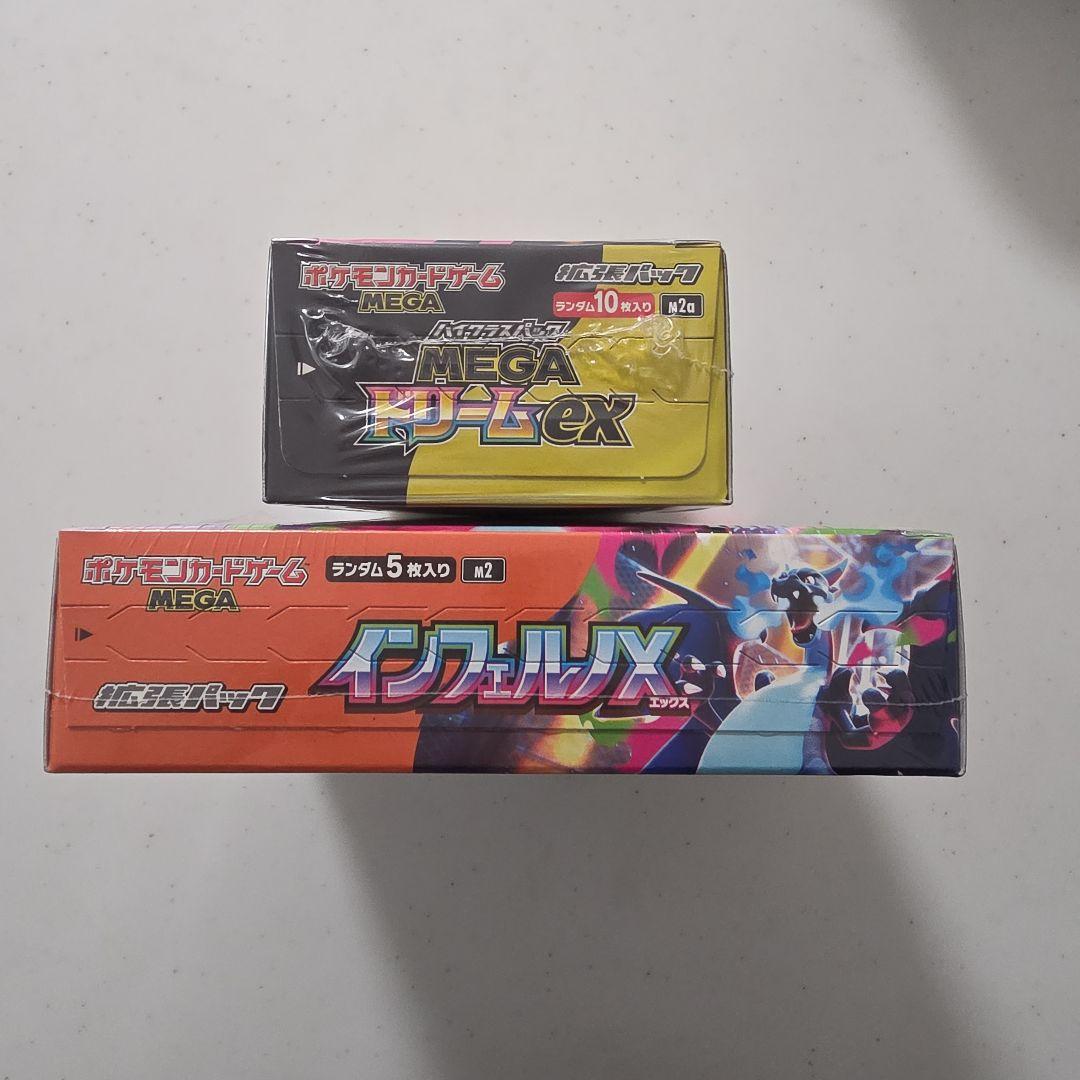 ポケモンカードゲーム
MEGA
拡張パック
ランダム10枚入り
M2a
ハイクラスパック
MEGA
ドリームex
ポケモンカードゲーム
MEGA
ランダム5枚入り
M2
インフェルノX
エックス
拡張パック